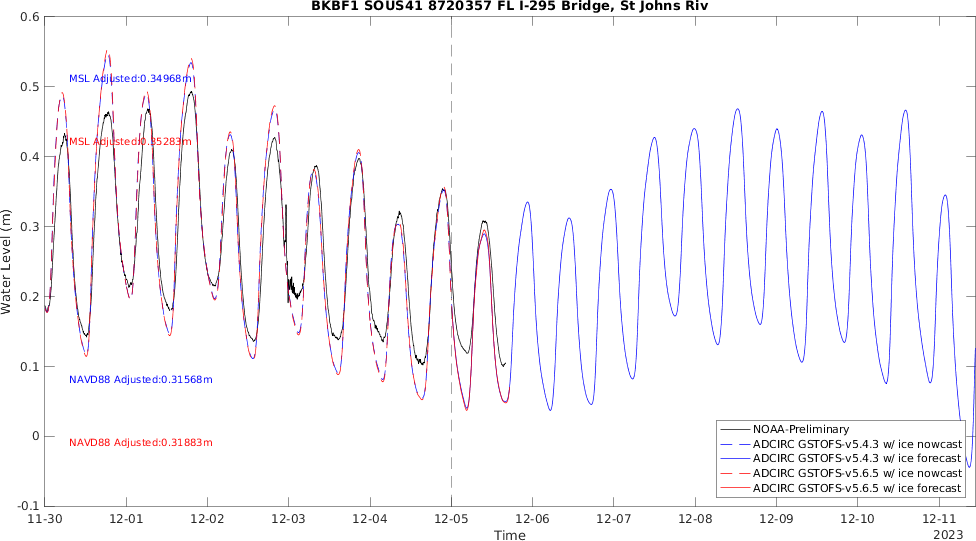 BKBF1 SOUS41 8720357 FL I-295 Bridge, St Johns Riv
0.6
0.5
0.4
0.3
0.2
0.1
0
-0.1
Water Level (m)
MSL Adjusted:0.34968m
MSL Adjusted:0.35283m
NAVD88 Adjusted:0.31568m
NAVD88 Adjusted:0.31883m
NOAA-Preliminary
ADCIRC GSTOFS-v5.4.3 w/ ice nowcast
ADCIRC GSTOFS-v5.4.3 w/ ice forecast
ADCIRC GSTOFS-v5.6.5 w/ ice nowcast
ADCIRC GSTOFS-v5.6.5 w/ ice forecast
11-30 12-01 12-02 12-03 12-04 12-05 12-06 12-07 12-08 12-09 12-10 12-11
2023
Time